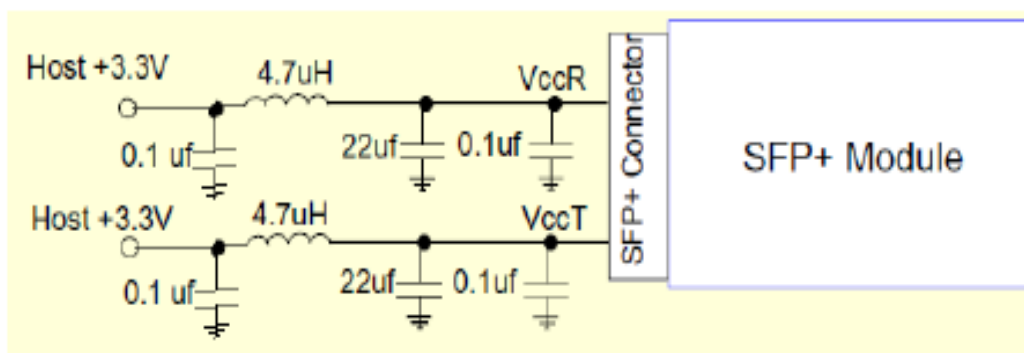 Host +3.3V
4.7uH
VccR
0.1 uf
22uf
0.1uf
Host +3.3V
4.7uH
VccT
0.1 uf
22uf
0.1uf
SFP+ Connector
SFP+ Module